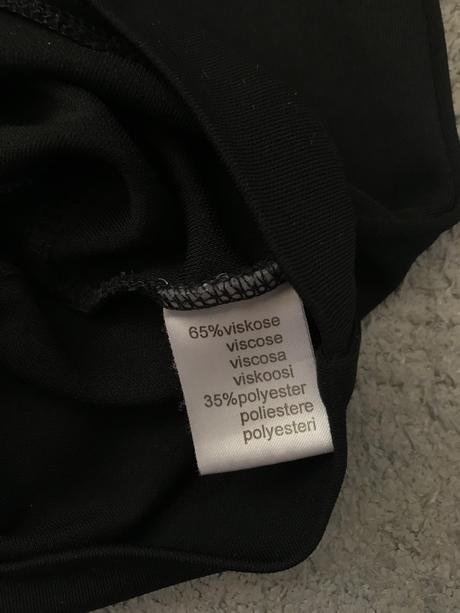 65%viskose
viscose
viscosa
viskoosi
35%polyester
poliestere
polyesteri